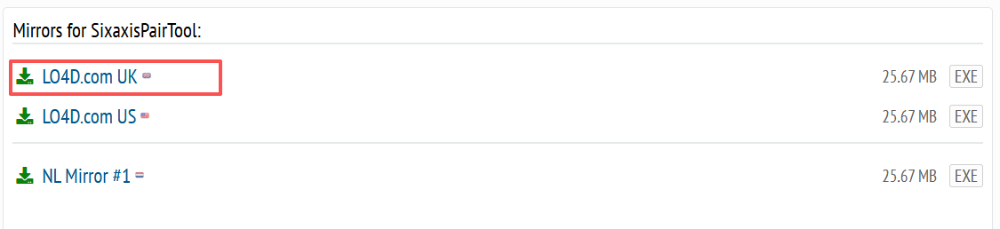 Mirrors for SixaxisPairTool:
LO4D.com UK 25.67 MB EXE
LO4D.com US 25.67 MB EXE
NL Mirror #1 25.67 MB EXE